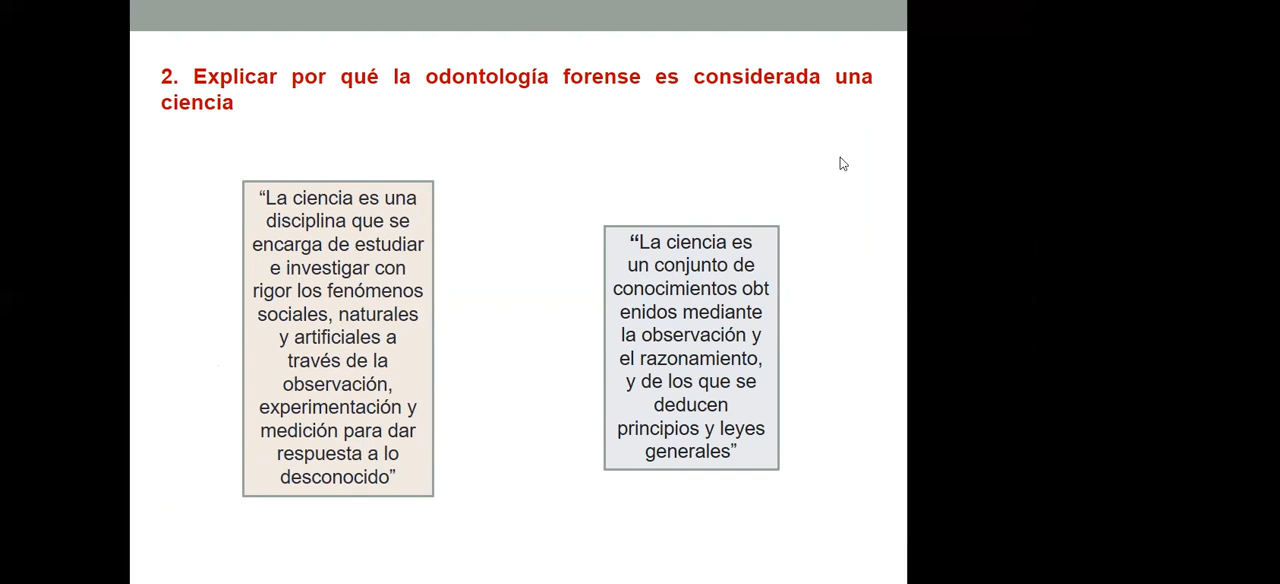 2. Explicar por qué la odontología forense es considerada una
ciencia
“La ciencia es una
disciplina que se
encarga de estudiar
e investigar con
rigor los fenómenos
sociales, naturales
y artificiales a
través de la
observación,
experimentación y
medición para dar
respuesta a lo
desconocido”
“La ciencia es
un conjunto de
conocimientos obt
enidos mediante
la observación y
el razonamiento,
y de los que se
deducen
principios y leyes
generales”